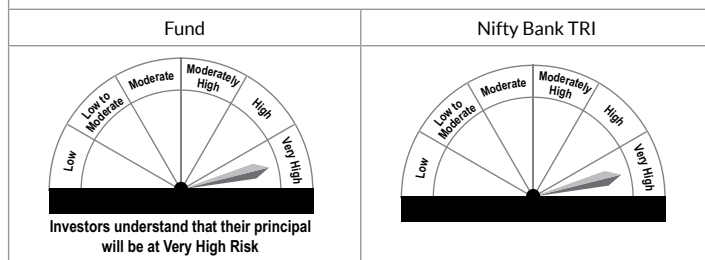 Fund
Nifty Bank TRI
Low
Low to
Moderate
Moderate
Moderately
High
High
Very High
Low
Low to
Moderate
Moderate
Moderately
High
High
Very High
Investors understand that their principal
will be at Very High Risk